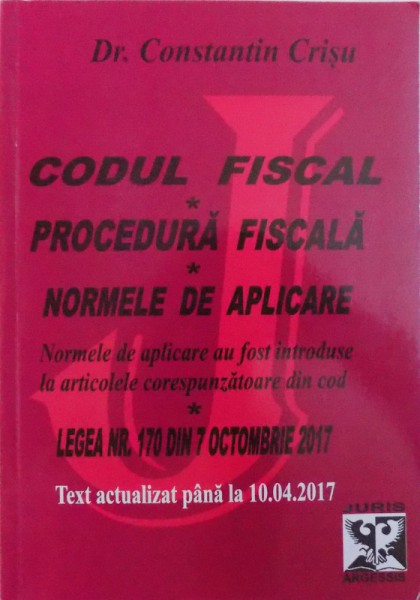 Dr. Constantin Crișu
CODUL FISCAL
*
PROCEDURĂ FISCALĂ
*
NORMELE DE APLICARE
Normele de aplicare au fost introduse
la articolele corespunzătoare din cod
*
LEGEA NR. 170 DIN 7 OCTOMBRIE 2017
Text actualizat până la 10.04.2017
JURIS
ARGESSIS